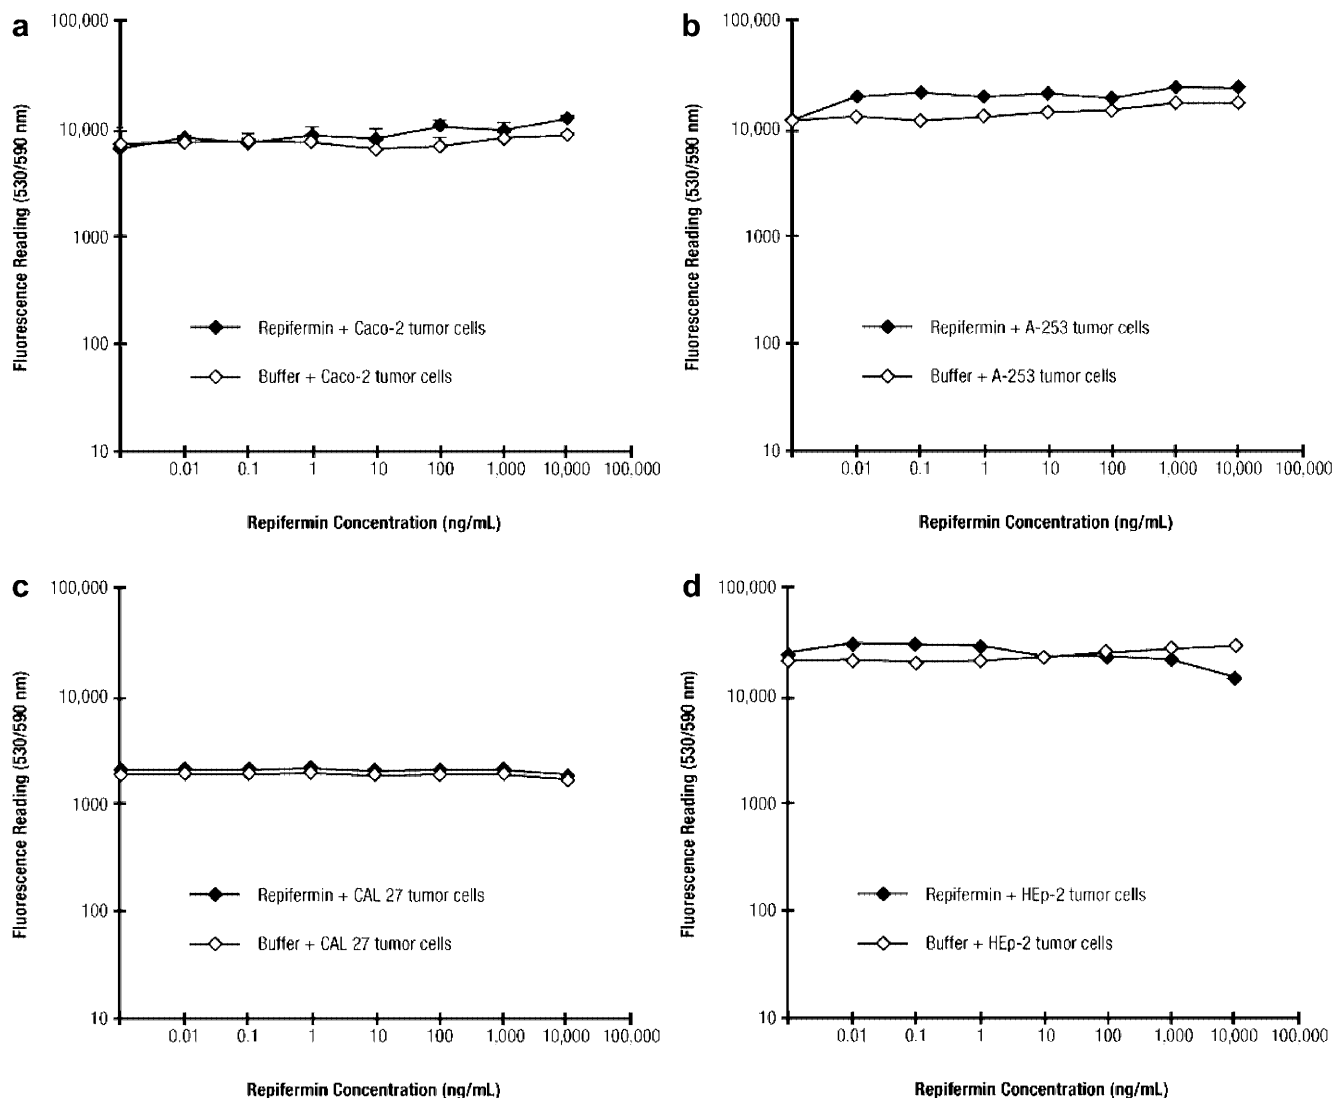 a
100,000
10,000
1000
100
10
Fluorescence Reading (530/590 nm)
Repifermin + Caco-2 tumor cells
Buffer + Caco-2 tumor cells
0.01 0.1 1 10 100 1,000 10,000 100,000
Repifermin Concentration (ng/mL)
b
100,000
10,000
1000
100
10
Fluorescence Reading (530/590 nm)
Repifermin + A-253 tumor cells
Buffer + A-253 tumor cells
0.01 0.1 1 10 100 1,000 10,000 100,000
Repifermin Concentration (ng/mL)
c
100,000
10,000
1000
100
10
Fluorescence Reading (530/590 nm)
Repifermin + CAL 27 tumor cells
Buffer + CAL 27 tumor cells
0.01 0.1 1 10 100 1,000 10,000 100,000
Repifermin Concentration (ng/mL)
d
100,000
10,000
1000
100
10
Fluorescence Reading (530/590 nm)
Repifermin + HEp-2 tumor cells
Buffer + HEp-2 tumor cells
0.01 0.1 1 10 100 1,000 10,000 100,000
Repifermin Concentration (ng/mL)